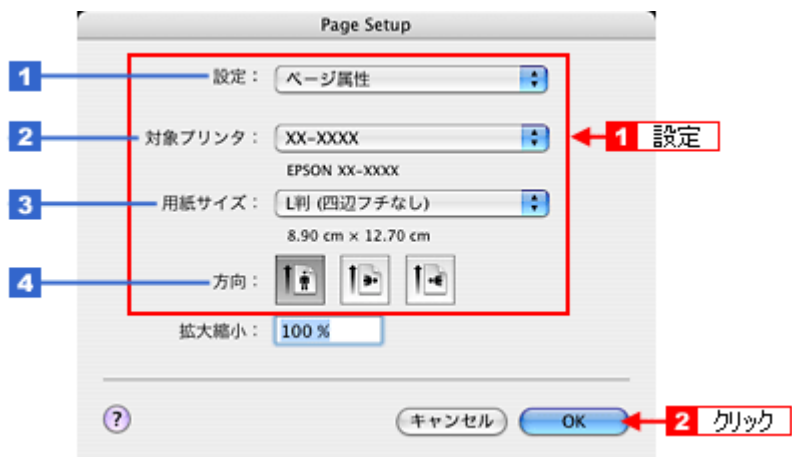 Page Setup
1 設定： ページ属性
2 対象プリンタ： XX-XXXX 1 設定
EPSON XX-XXXX
3 用紙サイズ： L判 (四辺フチなし)
8.90 cm × 12.70 cm
4 方向：
拡大縮小： 100 %
? キャンセル OK 2 クリック